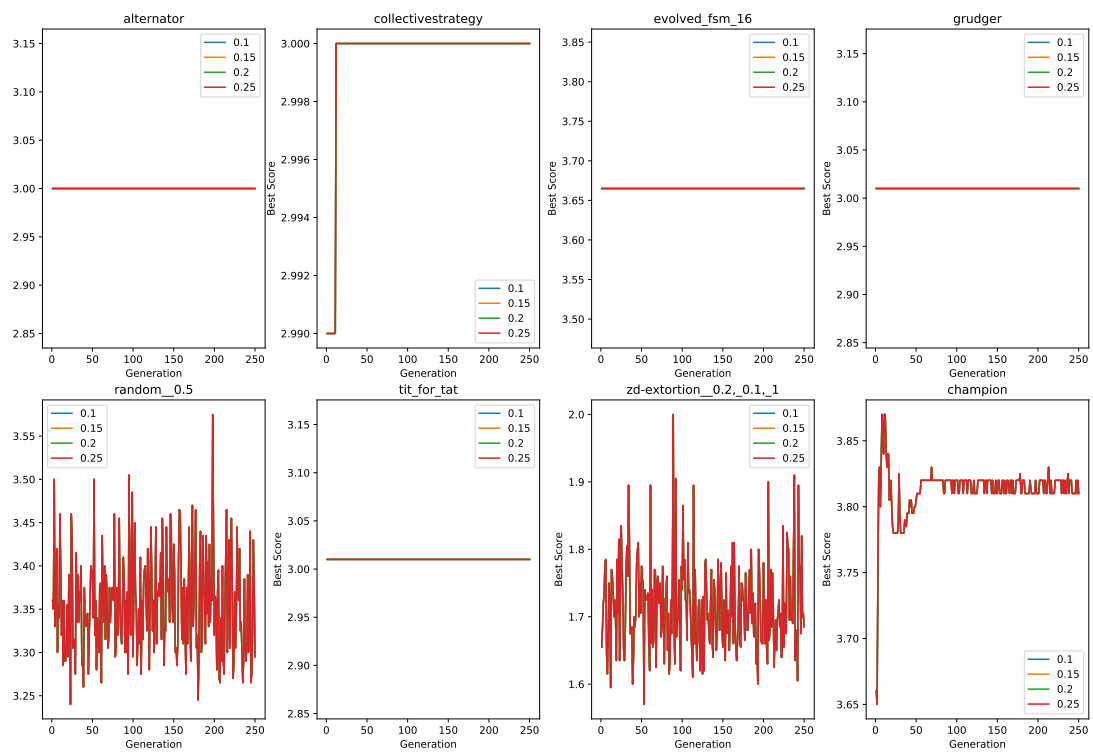 alternator
3.15
3.10
3.05
3.00
2.95
2.90
2.85
0 50 100 150 200 250
Generation
0.1
0.15
0.2
0.25
collectivestrategy
Best Score
3.000
2.998
2.996
2.994
2.992
2.990
0 50 100 150 200 250
Generation
0.1
0.15
0.2
0.25
evolved_fsm_16
Best Score
3.85
3.80
3.75
3.70
3.65
3.60
3.55
3.50
0 50 100 150 200 250
Generation
0.1
0.15
0.2
0.25
grudger
Best Score
3.15
3.10
3.05
3.00
2.95
2.90
2.85
0 50 100 150 200 250
Generation
0.1
0.15
0.2
0.25
random__0.5
3.55
3.50
3.45
3.40
3.35
3.30
3.25
0 50 100 150 200 250
Generation
0.1
0.15
0.2
0.25
tit_for_tat
Best Score
3.15
3.10
3.05
3.00
2.95
2.90
2.85
0 50 100 150 200 250
Generation
0.1
0.15
0.2
0.25
zd-extortion__0.2,_0.1,_1
Best Score
2.0
1.9
1.8
1.7
1.6
0 50 100 150 200 250
Generation
0.1
0.15
0.2
0.25
champion
Best Score
3.85
3.80
3.75
3.70
3.65
0 50 100 150 200 250
Generation
0.1
0.15
0.2
0.25